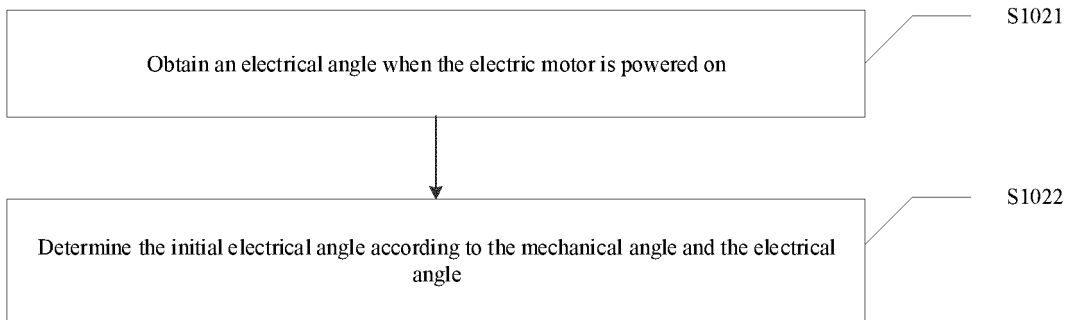 S1021
Obtain an electrical angle when the electric motor is powered on
S1022
Determine the initial electrical angle according to the mechanical angle and the electrical
angle